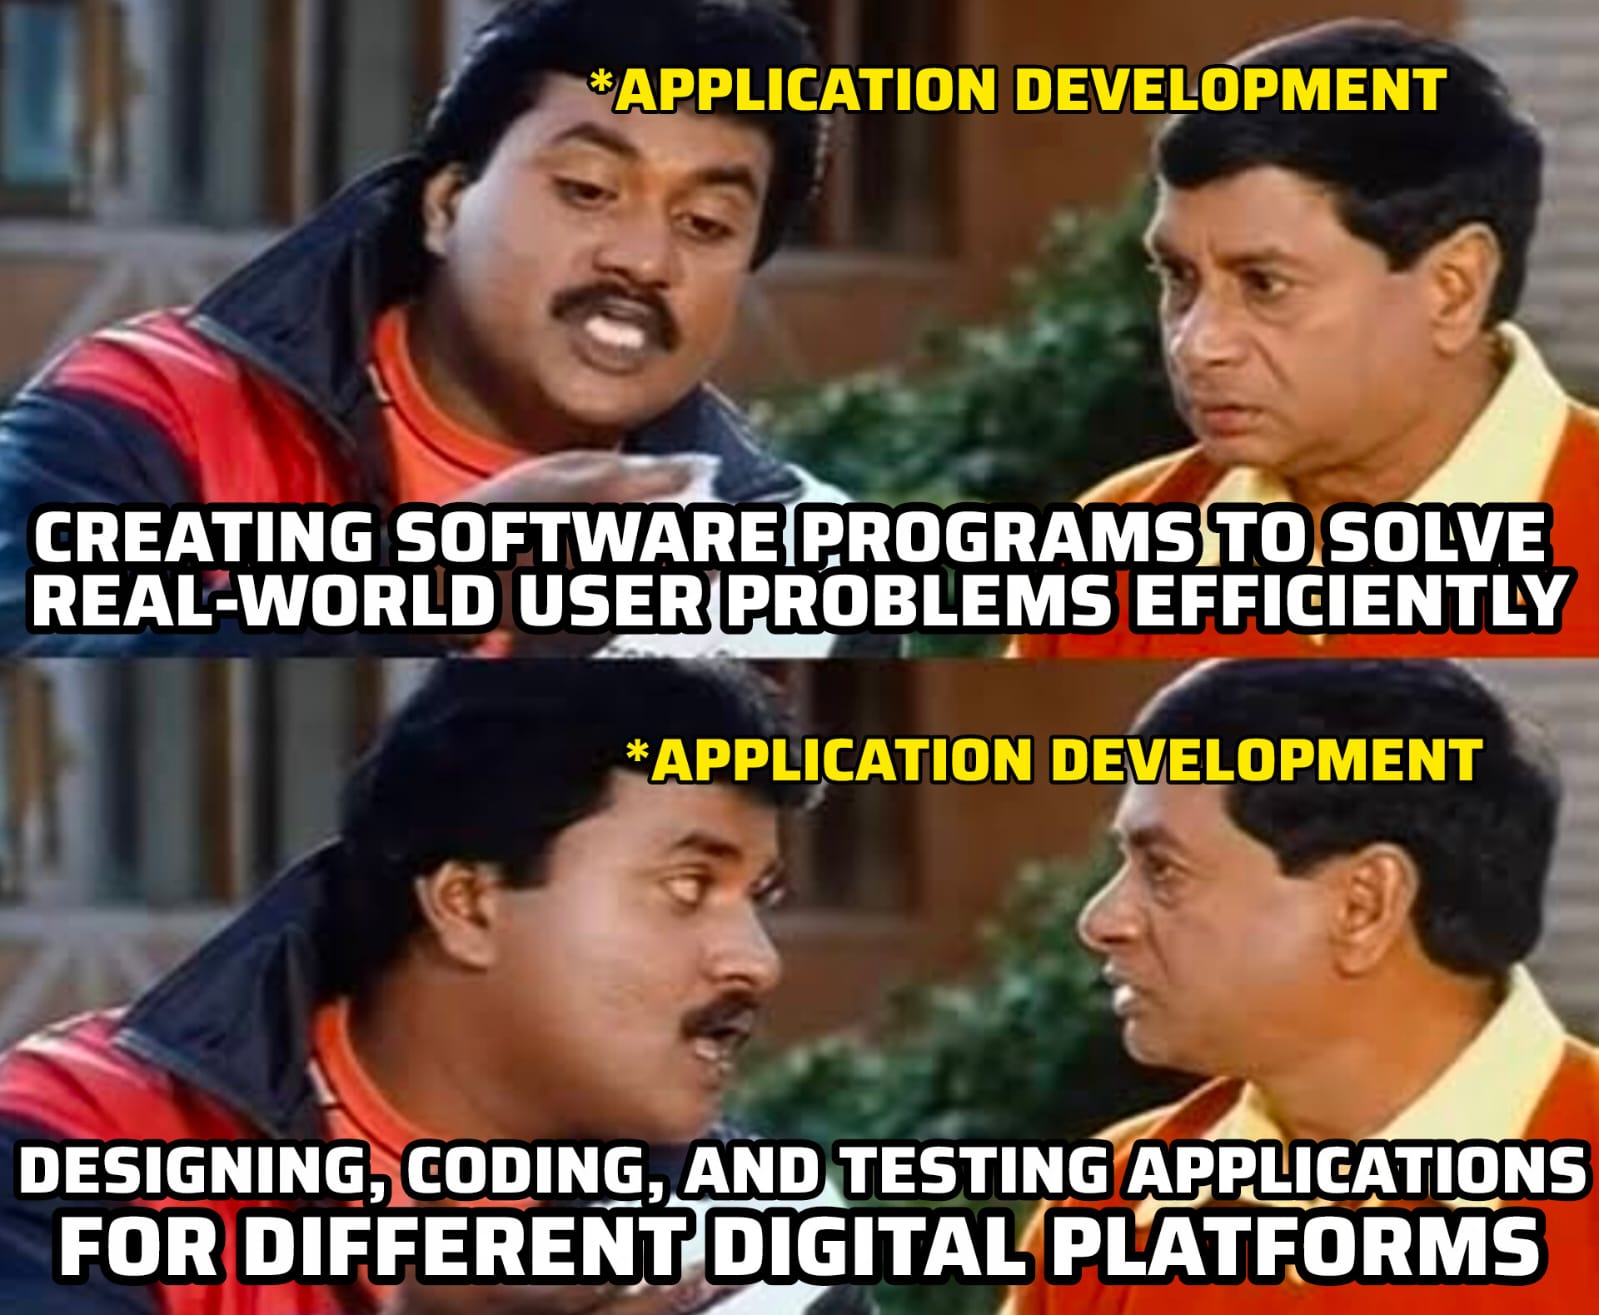 *APPLICATION DEVELOPMENT
CREATING SOFTWARE PROGRAMS TO SOLVE
REAL-WORLD USER PROBLEMS EFFICIENTLY
*APPLICATION DEVELOPMENT
DESIGNING, CODING, AND TESTING APPLICATIONS
FOR DIFFERENT DIGITAL PLATFORMS